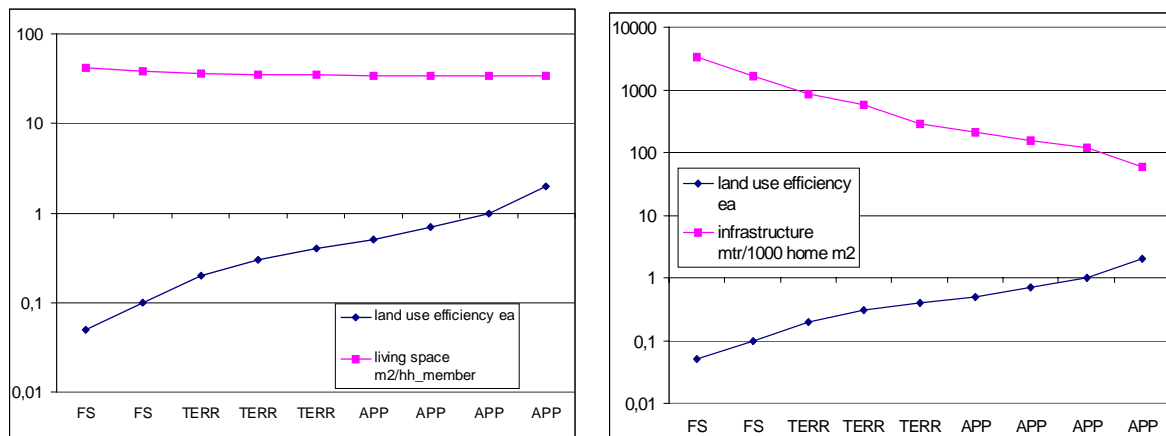 100
10
1
0,1
0,01
land use efficiency ea
living space
m2/hh_member
FS FS TERR TERR TERR APP APP APP APP
10000
1000
100
10
1
0,1
0,01
land use efficiency
ea
infrastructure
mtr/1000 home m2
FS FS TERR TERR TERR APP APP APP APP